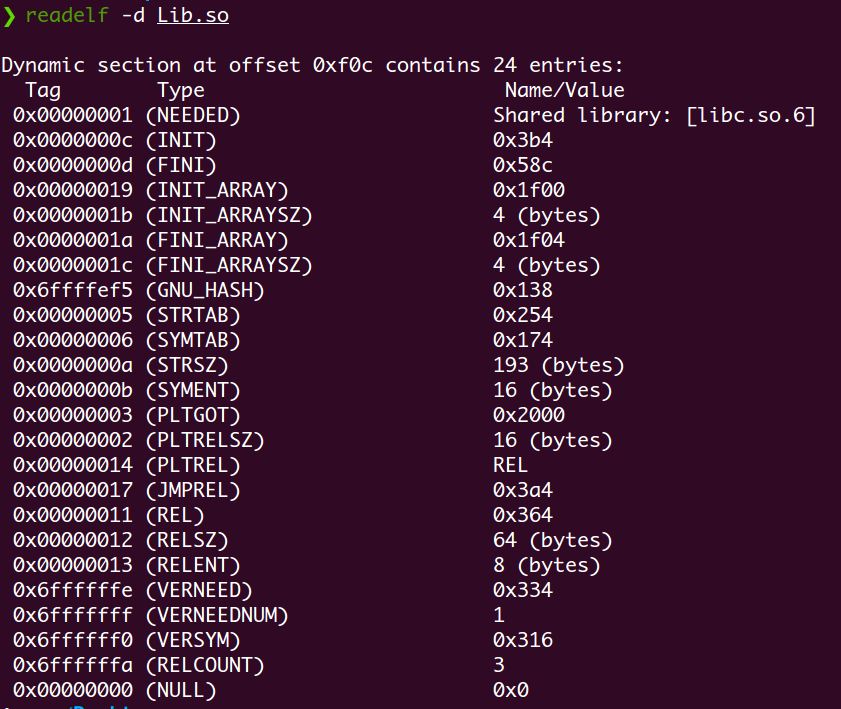 ❯ readelf -d Lib.so
Dynamic section at offset 0xf0c contains 24 entries:
Tag Type Name/Value
0x00000001 (NEEDED) Shared library: [libc.so.6]
0x0000000c (INIT) 0x3b4
0x0000000d (FINI) 0x58c
0x00000019 (INIT_ARRAY) 0x1f00
0x0000001b (INIT_ARRAYSZ) 4 (bytes)
0x0000001a (FINI_ARRAY) 0x1f04
0x0000001c (FINI_ARRAYSZ) 4 (bytes)
0x6ffffef5 (GNU_HASH) 0x138
0x00000005 (STRTAB) 0x254
0x00000006 (SYMTAB) 0x174
0x0000000a (STRSZ) 193 (bytes)
0x0000000b (SYMENT) 16 (bytes)
0x00000003 (PLTGOT) 0x2000
0x00000002 (PLTRELSZ) 16 (bytes)
0x00000014 (PLTREL) REL
0x00000017 (JMPREL) 0x3a4
0x00000011 (REL) 0x364
0x00000012 (RELSZ) 64 (bytes)
0x00000013 (RELENT) 8 (bytes)
0x6ffffffe (VERNEED) 0x334
0x6fffffff (VERNEEDNUM) 1
0x6ffffff0 (VERSYM) 0x316
0x6ffffffa (RELCOUNT) 3
0x00000000 (NULL) 0x0